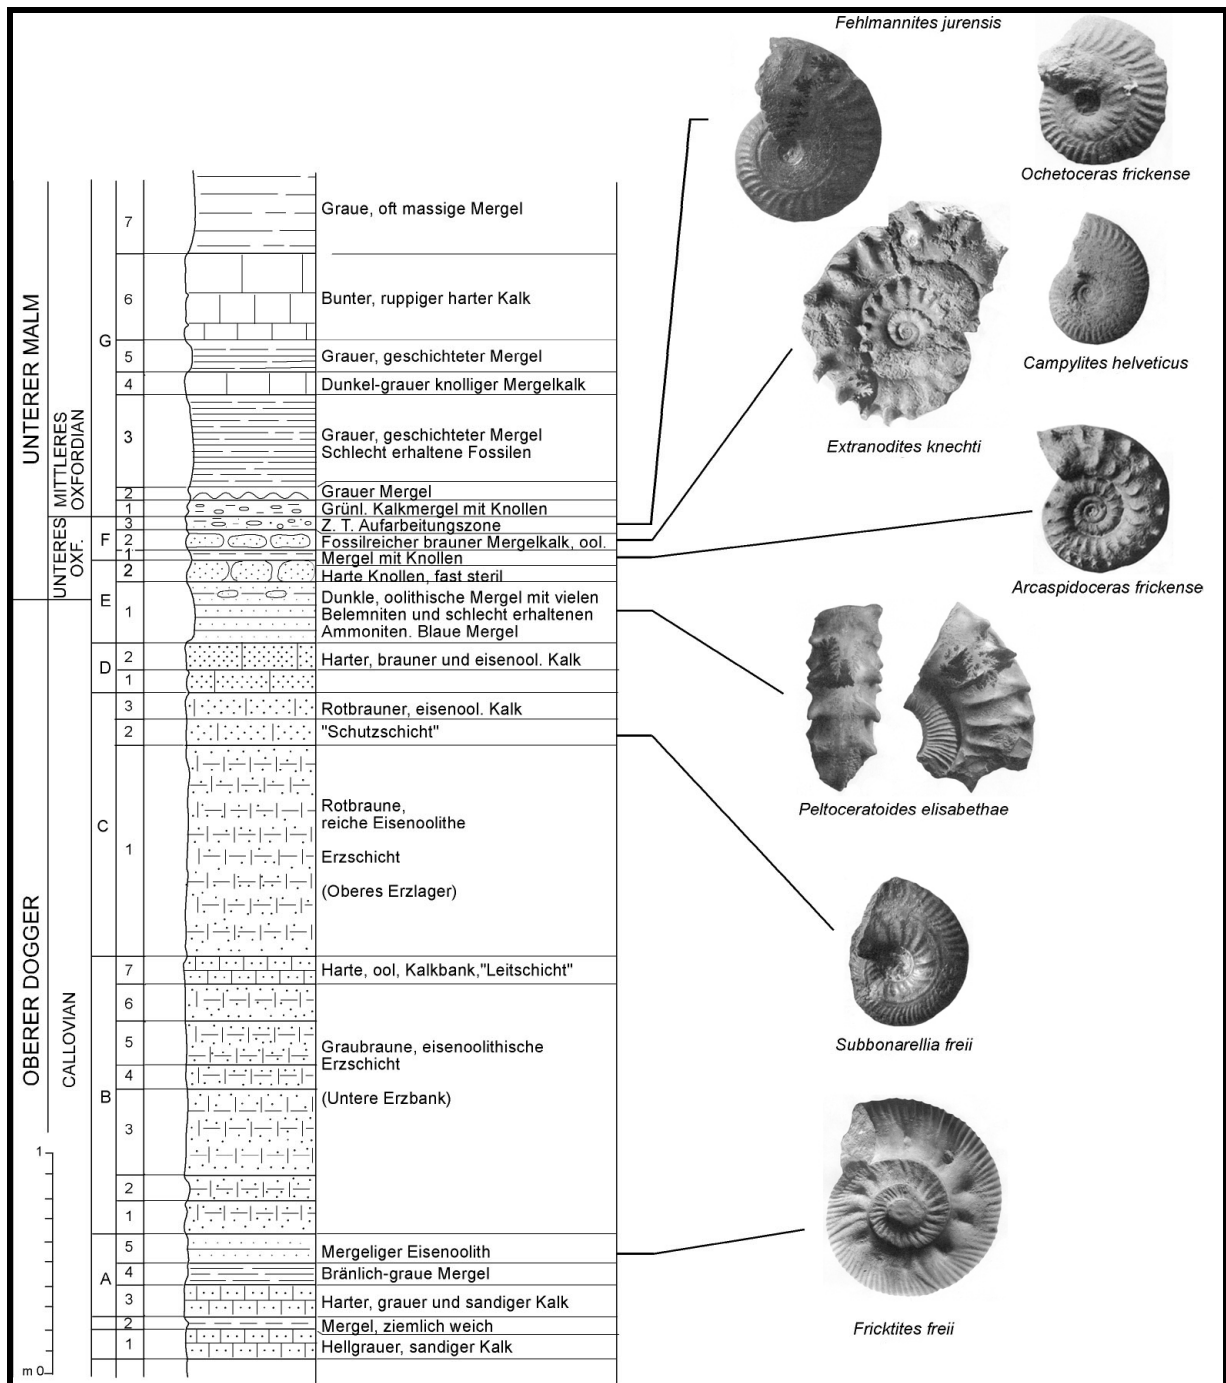 Fehlmannites jurensis
Ochetoceras frickense
Campylites helveticus
Extranodites knechti
Arcaspidoceras frickense
Peltoceratoides elisabethae
Subbonarellia freii
Fricktites freii
UNTERER MALM
MITTLERES
OXFORDIAN
UNTERES
OXF.
OBERER DOGGER
CALLOVIAN
G
7
Graue, oft massige Mergel
6
Bunter, ruppiger harter Kalk
5
Grauer, geschichteter Mergel
4
Dunkel-grauer knolliger Mergelkalk
3
Grauer, geschichteter Mergel
Schlecht erhaltene Fossilen
2
Grauer Mergel
1
Grünl. Kalkmergel mit Knollen
F
3
Z. T. Aufarbeitungszone
2
Fossilreicher brauner Mergelkalk, ool.
1
Mergel mit Knollen
E
2
Harte Knollen, fast steril
1
Dunkle, oolithische Mergel mit vielen
Belemniten und schlecht erhaltenen
Ammoniten. Blaue Mergel
D
2
Harter, brauner und eisenool. Kalk
1
C
3
Rotbrauner, eisenool. Kalk
2
"Schutzschicht"
1
Rotbraune,
reiche Eisenoolithe
Erzschicht
(Oberes Erzlager)
B
7
Harte, ool, Kalkbank,"Leitschicht"
6
5
Graubraune, eisenoolithische
Erzschicht
4
(Untere Erzbank)
3
2
1
A
5
Mergeliger Eisenoolith
4
Bränlich-graue Mergel
3
Harter, grauer und sandiger Kalk
2
Mergel, ziemlich weich
1
Hellgrauer, sandiger Kalk
1
m 0